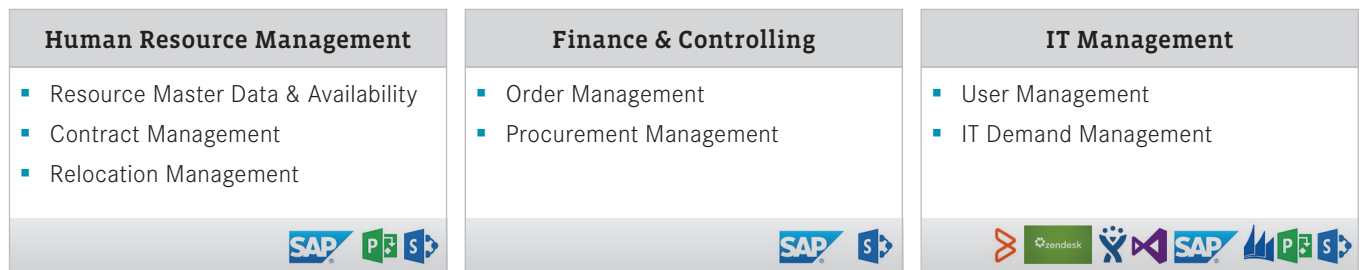 Human Resource Management
▪ Resource Master Data & Availability
▪ Contract Management
▪ Relocation Management
SAP P S
Finance & Controlling
▪ Order Management
▪ Procurement Management
SAP S
IT Management
▪ User Management
▪ IT Demand Management
zendesk SAP P S